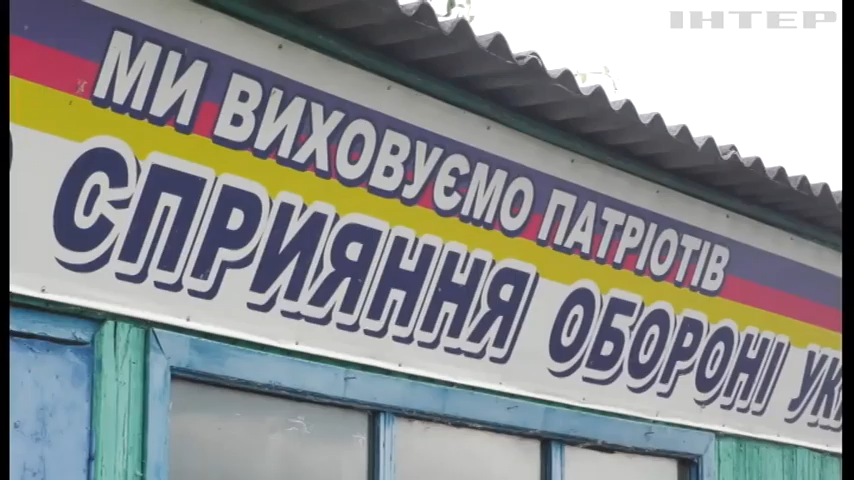 ІНТЕР
МИ ВИХОВУЄМО ПАТРІОТІВ
СПРИЯННЯ ОБОРОНІ